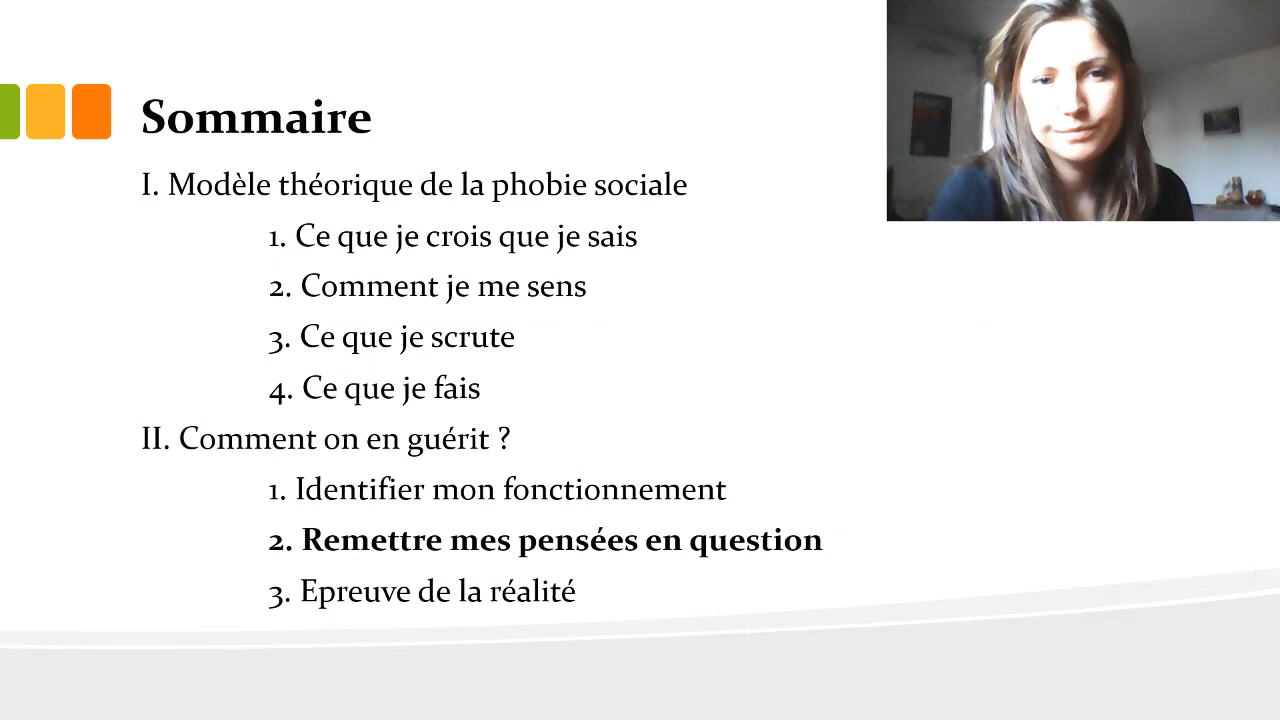 Sommaire
I. Modèle théorique de la phobie sociale
1. Ce que je crois que je sais
2. Comment je me sens
3. Ce que je scrute
4. Ce que je fais
II. Comment on en guérit ?
1. Identifier mon fonctionnement
2. Remettre mes pensées en question
3. Epreuve de la réalité